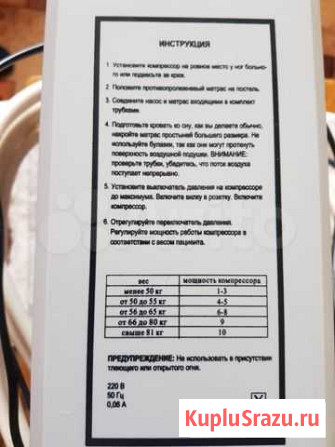 ИНСТРУКЦИЯ
1 Установите компрессор на ровное место у ног больно-
го или подвесьте за крюк.
2. Положите противопролежневый матрас на постель.
3. Соедините насос и матрас входящими в комплект
трубками.
4. Подготовьте кровать ко сну, как вы делаете обычно,
накройте матрас простыней большего размера. Не
используйте булавки, так как они могут проткнуть
поверхность воздушной подушки. ВНИМАНИЕ:
проверьте трубки, убедитесь, что поток воздуха
поступает непрерывно.
5. Установите выключатель давления на компрессоре
до максимума. Включите вилку в розетку. Включите
компрессор.
6. Отрегулируйте переключатель давления.
Регулируйте мощность работы компрессора в
соответствии с весом пациента.
вес мощность компрессора
менее 50 кг 1-3
от 50 до 55 кг 4-5
от 56 до 65 кг 6-8
от 66 до 80 кг 9
свыше 81 кг 10
ПРЕДУПРЕЖДЕНИЕ: Не использовать в присутствии
тлеющего или открытого огня.
220 В
50 Гц
0,05 А
KupluSrazu.ru